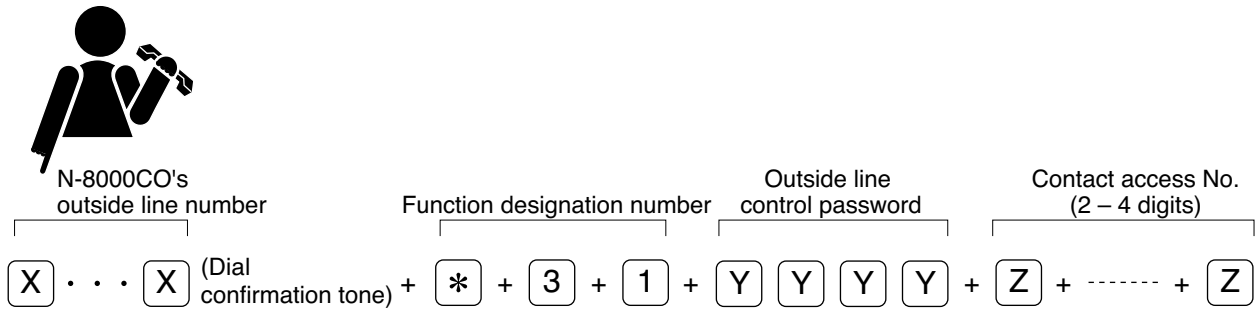 N-8000CO's
outside line number
Function designation number
Outside line
control password
Contact access No.
(2 – 4 digits)
X · · · X (Dial
confirmation tone) + * + 3 + 1 + Y Y Y Y + Z + ------- + Z